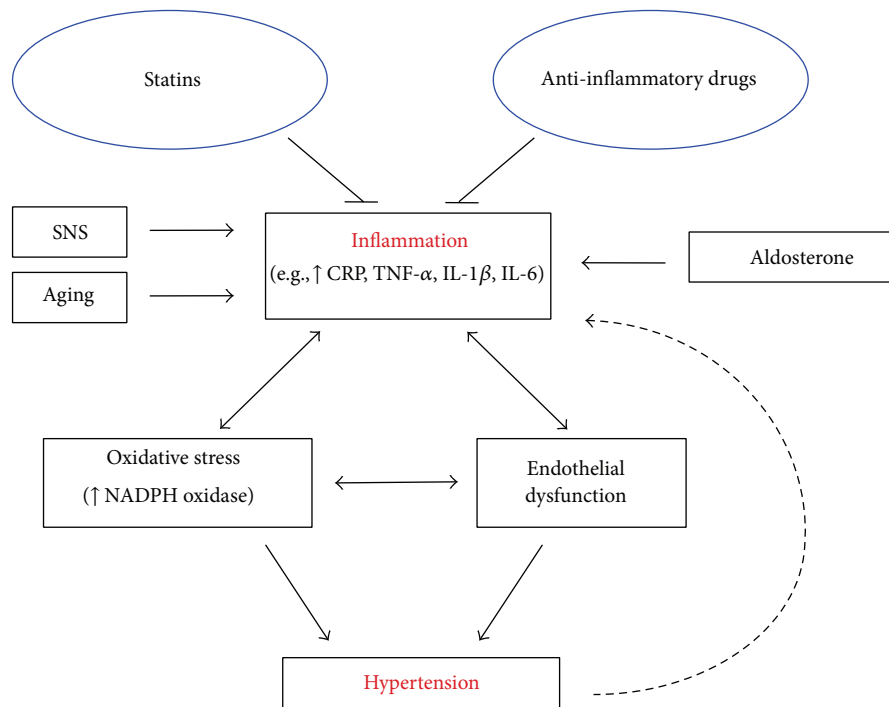 Statins
Anti-inflammatory drugs
SNS
Aging
Inflammation
(e.g., ↑ CRP, TNF-α, IL-1β, IL-6)
Aldosterone
Oxidative stress
(↑ NADPH oxidase)
Endothelial
dysfunction
Hypertension